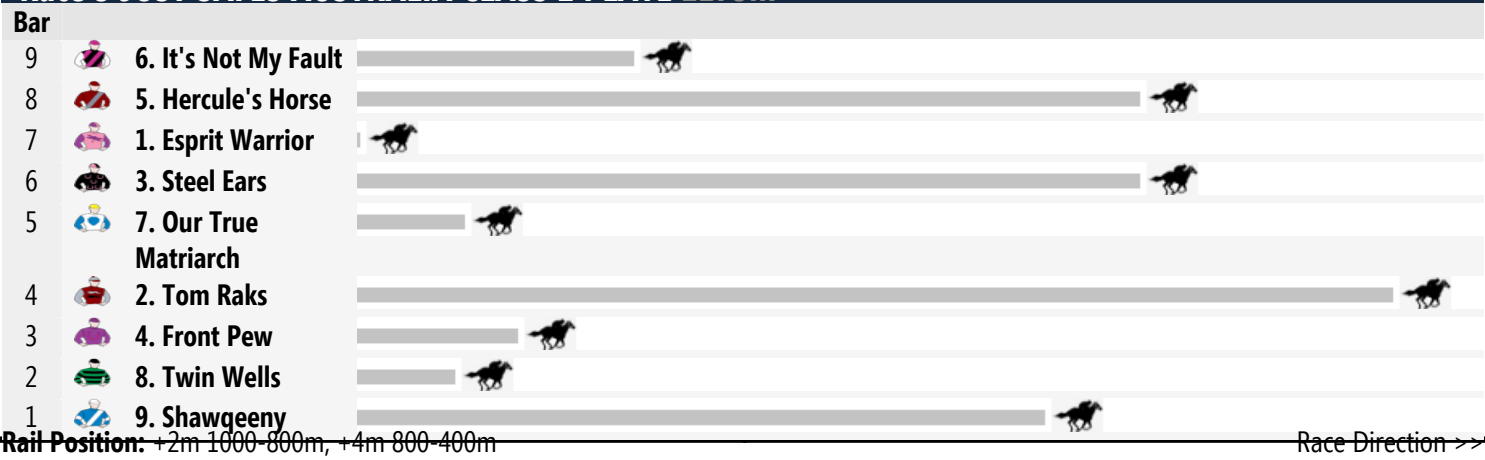 Bar
9 6. It's Not My Fault
8 5. Hercule's Horse
7 1. Esprit Warrior
6 3. Steel Ears
5 7. Our True
Matriarch
4 2. Tom Raks
3 4. Front Pew
2 8. Twin Wells
1 9. Shawqeeny
Rail Position: +2m 1000-800m, +4m 800-400m Race Direction >>